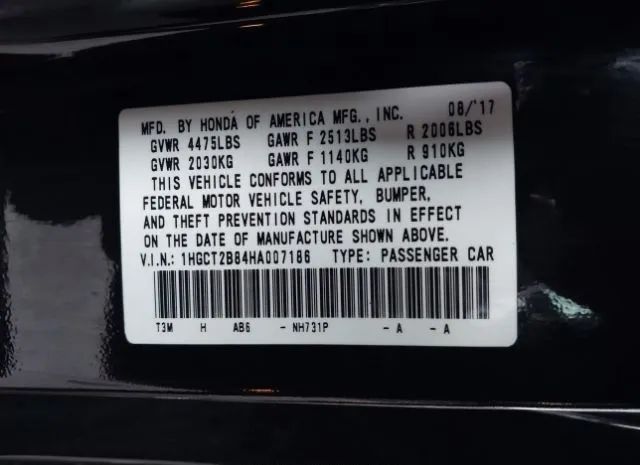 MFD. BY HONDA OF AMERICA MFG., INC. 08/'17
GVWR 4475LBS GAWR F 2513LBS R 2006LBS
GVWR 2030KG GAWR F 1140KG R 910KG
THIS VEHICLE CONFORMS TO ALL APPLICABLE
FEDERAL MOTOR VEHICLE SAFETY, BUMPER,
AND THEFT PREVENTION STANDARDS IN EFFECT
ON THE DATE OF MANUFACTURE SHOWN ABOVE.
V.I.N.: 1HGCT2B84HA007186 TYPE: PASSENGER CAR
T3M H AB6 - NH731P - A - A